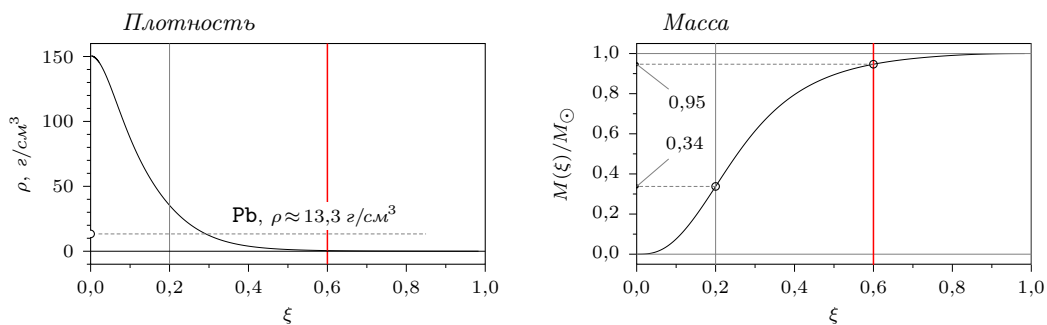 Плотность
150
100
50
0
ρ, г/см³
Pb, ρ≈13,3 г/см³
0,0 0,2 0,4 0,6 0,8 1,0
ξ
Масса
1,0
0,8
0,6
0,4
0,2
0,0
M(ξ)/M☉
0,95
0,34
0,0 0,2 0,4 0,6 0,8 1,0
ξ